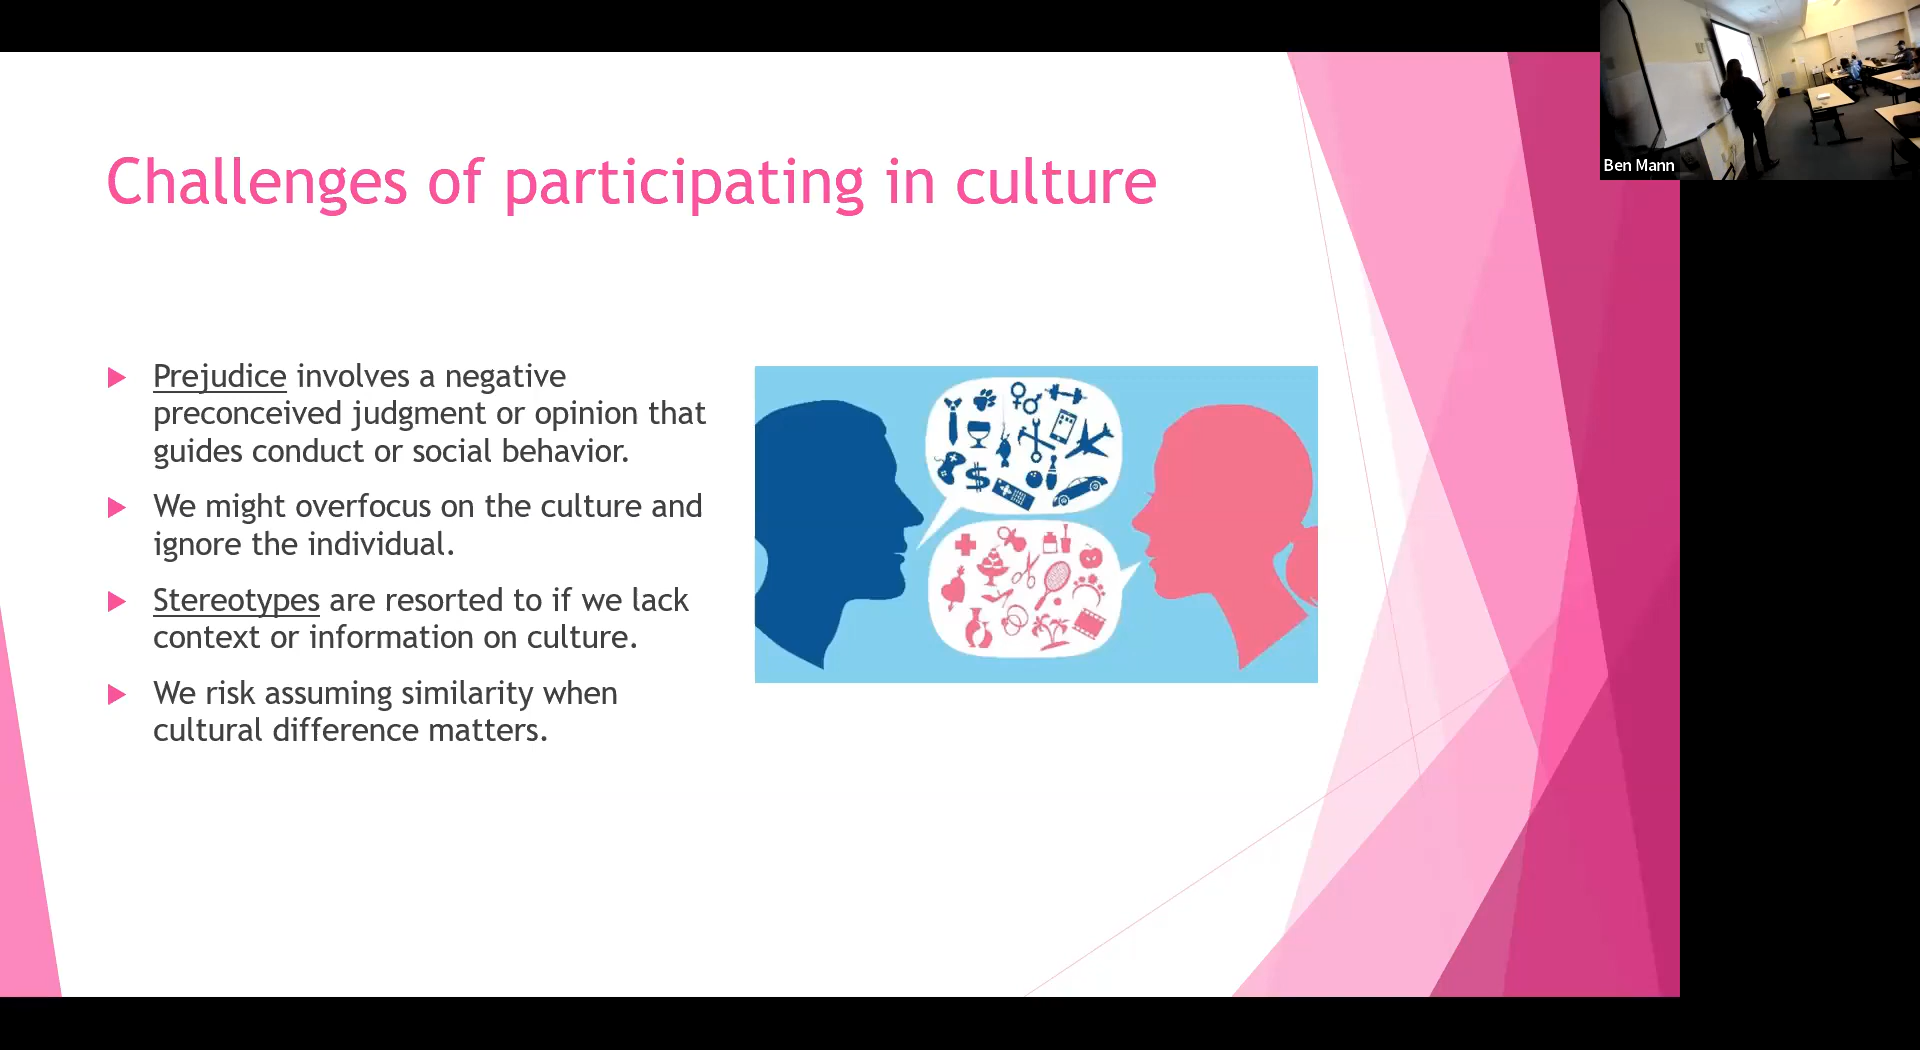 Challenges of participating in culture
Prejudice involves a negative
preconceived judgment or opinion that
guides conduct or social behavior.
We might overfocus on the culture and
ignore the individual.
Stereotypes are resorted to if we lack
context or information on culture.
We risk assuming similarity when
cultural difference matters.
$
Ben Mann